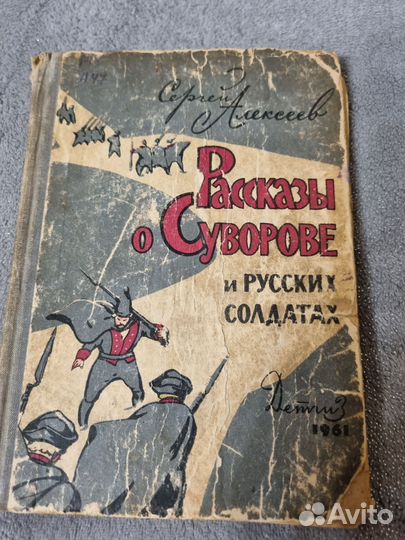 Сергей Алексеев
Рассказы
о Суворове
и русских
солдатах
Детгиз
1961
Avito